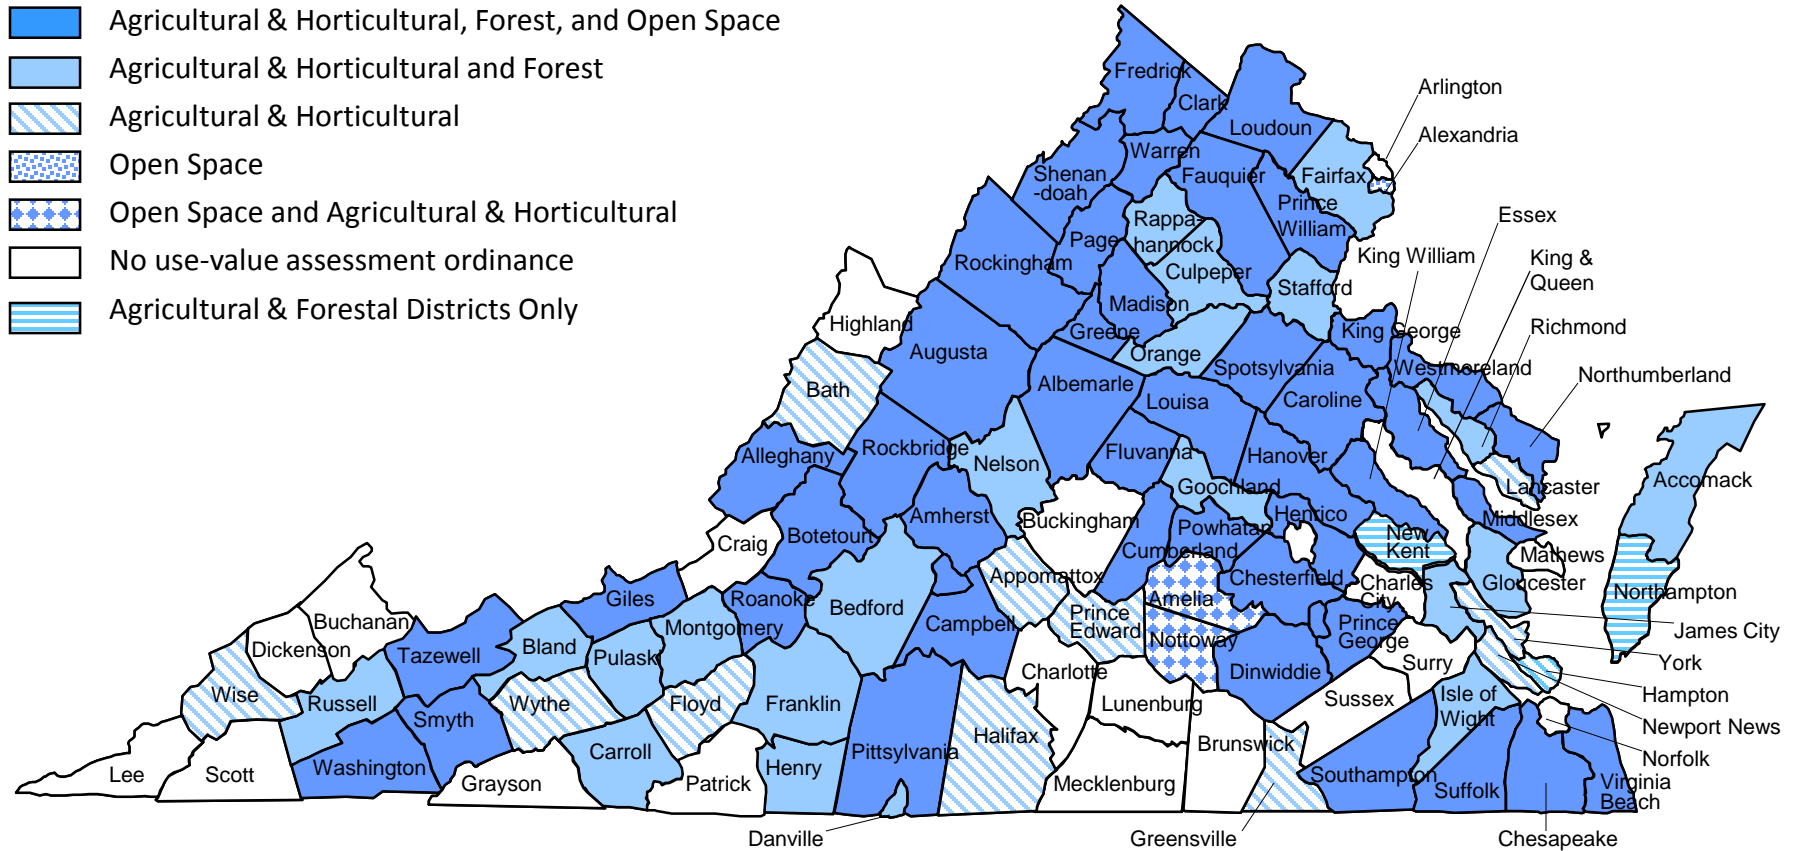 Agricultural & Horticultural, Forest, and Open Space
Agricultural & Horticultural and Forest
Agricultural & Horticultural
Open Space
Open Space and Agricultural & Horticultural
No use-value assessment ordinance
Agricultural & Forestal Districts Only
Fredrick
Clark
Loudoun
Arlington
Alexandria
Warren
Shenan
-doah
Fauquier
Fairfax
Prince
William
Rappa-
hannock
Page
Culpeper
Stafford
Essex
King William
King &
Queen
Richmond
Northumberland
Rockingham
Madison
Greene
Orange
King George
Westmoreland
Highland
Augusta
Albemarle
Spotsylvania
Caroline
Louisa
Bath
Alleghany
Rockbridge
Nelson
Fluvanna
Hanover
Goochland
Henrico
Lancaster
Accomack
Craig
Botetourt
Amherst
Buckingham
Powhatan
Cumberland
New
Kent
Middlesex
Mathews
Gloucester
Northampton
Chesterfield
Charles
City
Appomattox
Amelia
Prince
Edward
Nottoway
Prince
George
James City
York
Hampton
Newport News
Norfolk
Giles
Roanoke
Bedford
Campbell
Montgomery
Buchanan
Dickenson
Tazewell
Bland
Pulaski
Charlotte
Dinwiddie
Surry
Sussex
Isle of
Wight
Wise
Russell
Smyth
Wythe
Floyd
Franklin
Lunenburg
Brunswick
Halifax
Pittsylvania
Carroll
Henry
Lee
Scott
Washington
Grayson
Patrick
Mecklenburg
Southampton
Suffolk
Virginia
Beach
Danville
Greensville
Chesapeake